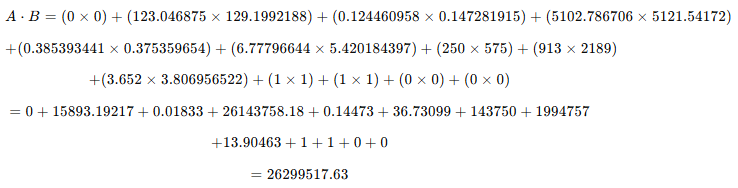 A · B = (0 × 0) + (123.046875 × 129.1992188) + (0.124460958 × 0.147281915) + (5102.786706 × 5121.54172)
+(0.385393441 × 0.375359654) + (6.77796644 × 5.420184397) + (250 × 575) + (913 × 2189)
+(3.652 × 3.806956522) + (1 × 1) + (1 × 1) + (0 × 0) + (0 × 0)
= 0 + 15893.19217 + 0.01833 + 26143758.18 + 0.14473 + 36.73099 + 143750 + 1994757
+13.90463 + 1 + 1 + 0 + 0
= 26299517.63